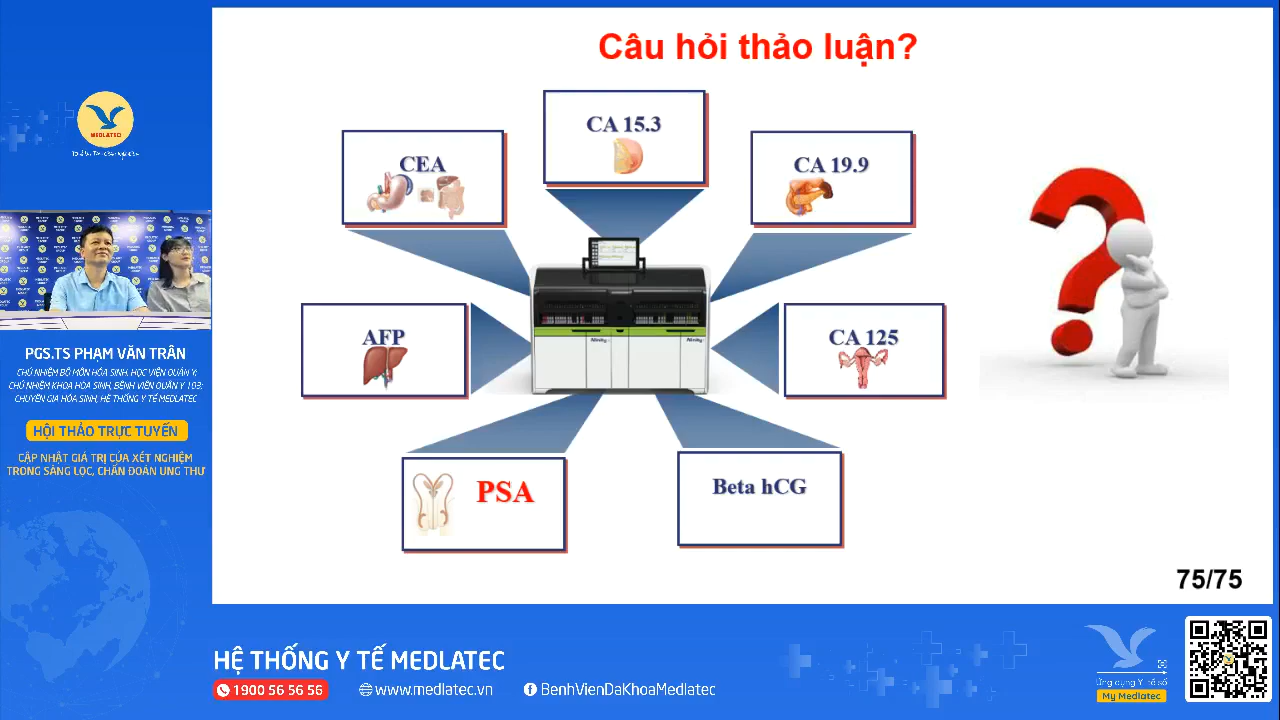 Câu hỏi thảo luận?
MEDLATEC
CEA
CA 15.3
CA 19.9
AFP
CA 125
PSA
Beta hCG
75/75
PGS.TS PHẠM VĂN TRÂN
CHỦ NHIỆM BỘ MÔN HÓA SINH, HỌC VIỆN QUÂN Y;
CHỦ NHIỆM KHOA HÓA SINH, BỆNH VIỆN QUÂN Y 103;
CHUYÊN GIA HÓA SINH, HỆ THỐNG Y TẾ MEDLATEC
HỘI THẢO TRỰC TUYẾN
CẬP NHẬT GIÁ TRỊ CỦA XÉT NGHIỆM
TRONG SÀNG LỌC, CHẨN ĐOÁN UNG THƯ
HỆ THỐNG Y TẾ MEDLATEC
1900 56 56 56
www.medlatec.vn
BenhVienDaKhoaMedlatec
Ứng dụng Y tế số
My Medlatec